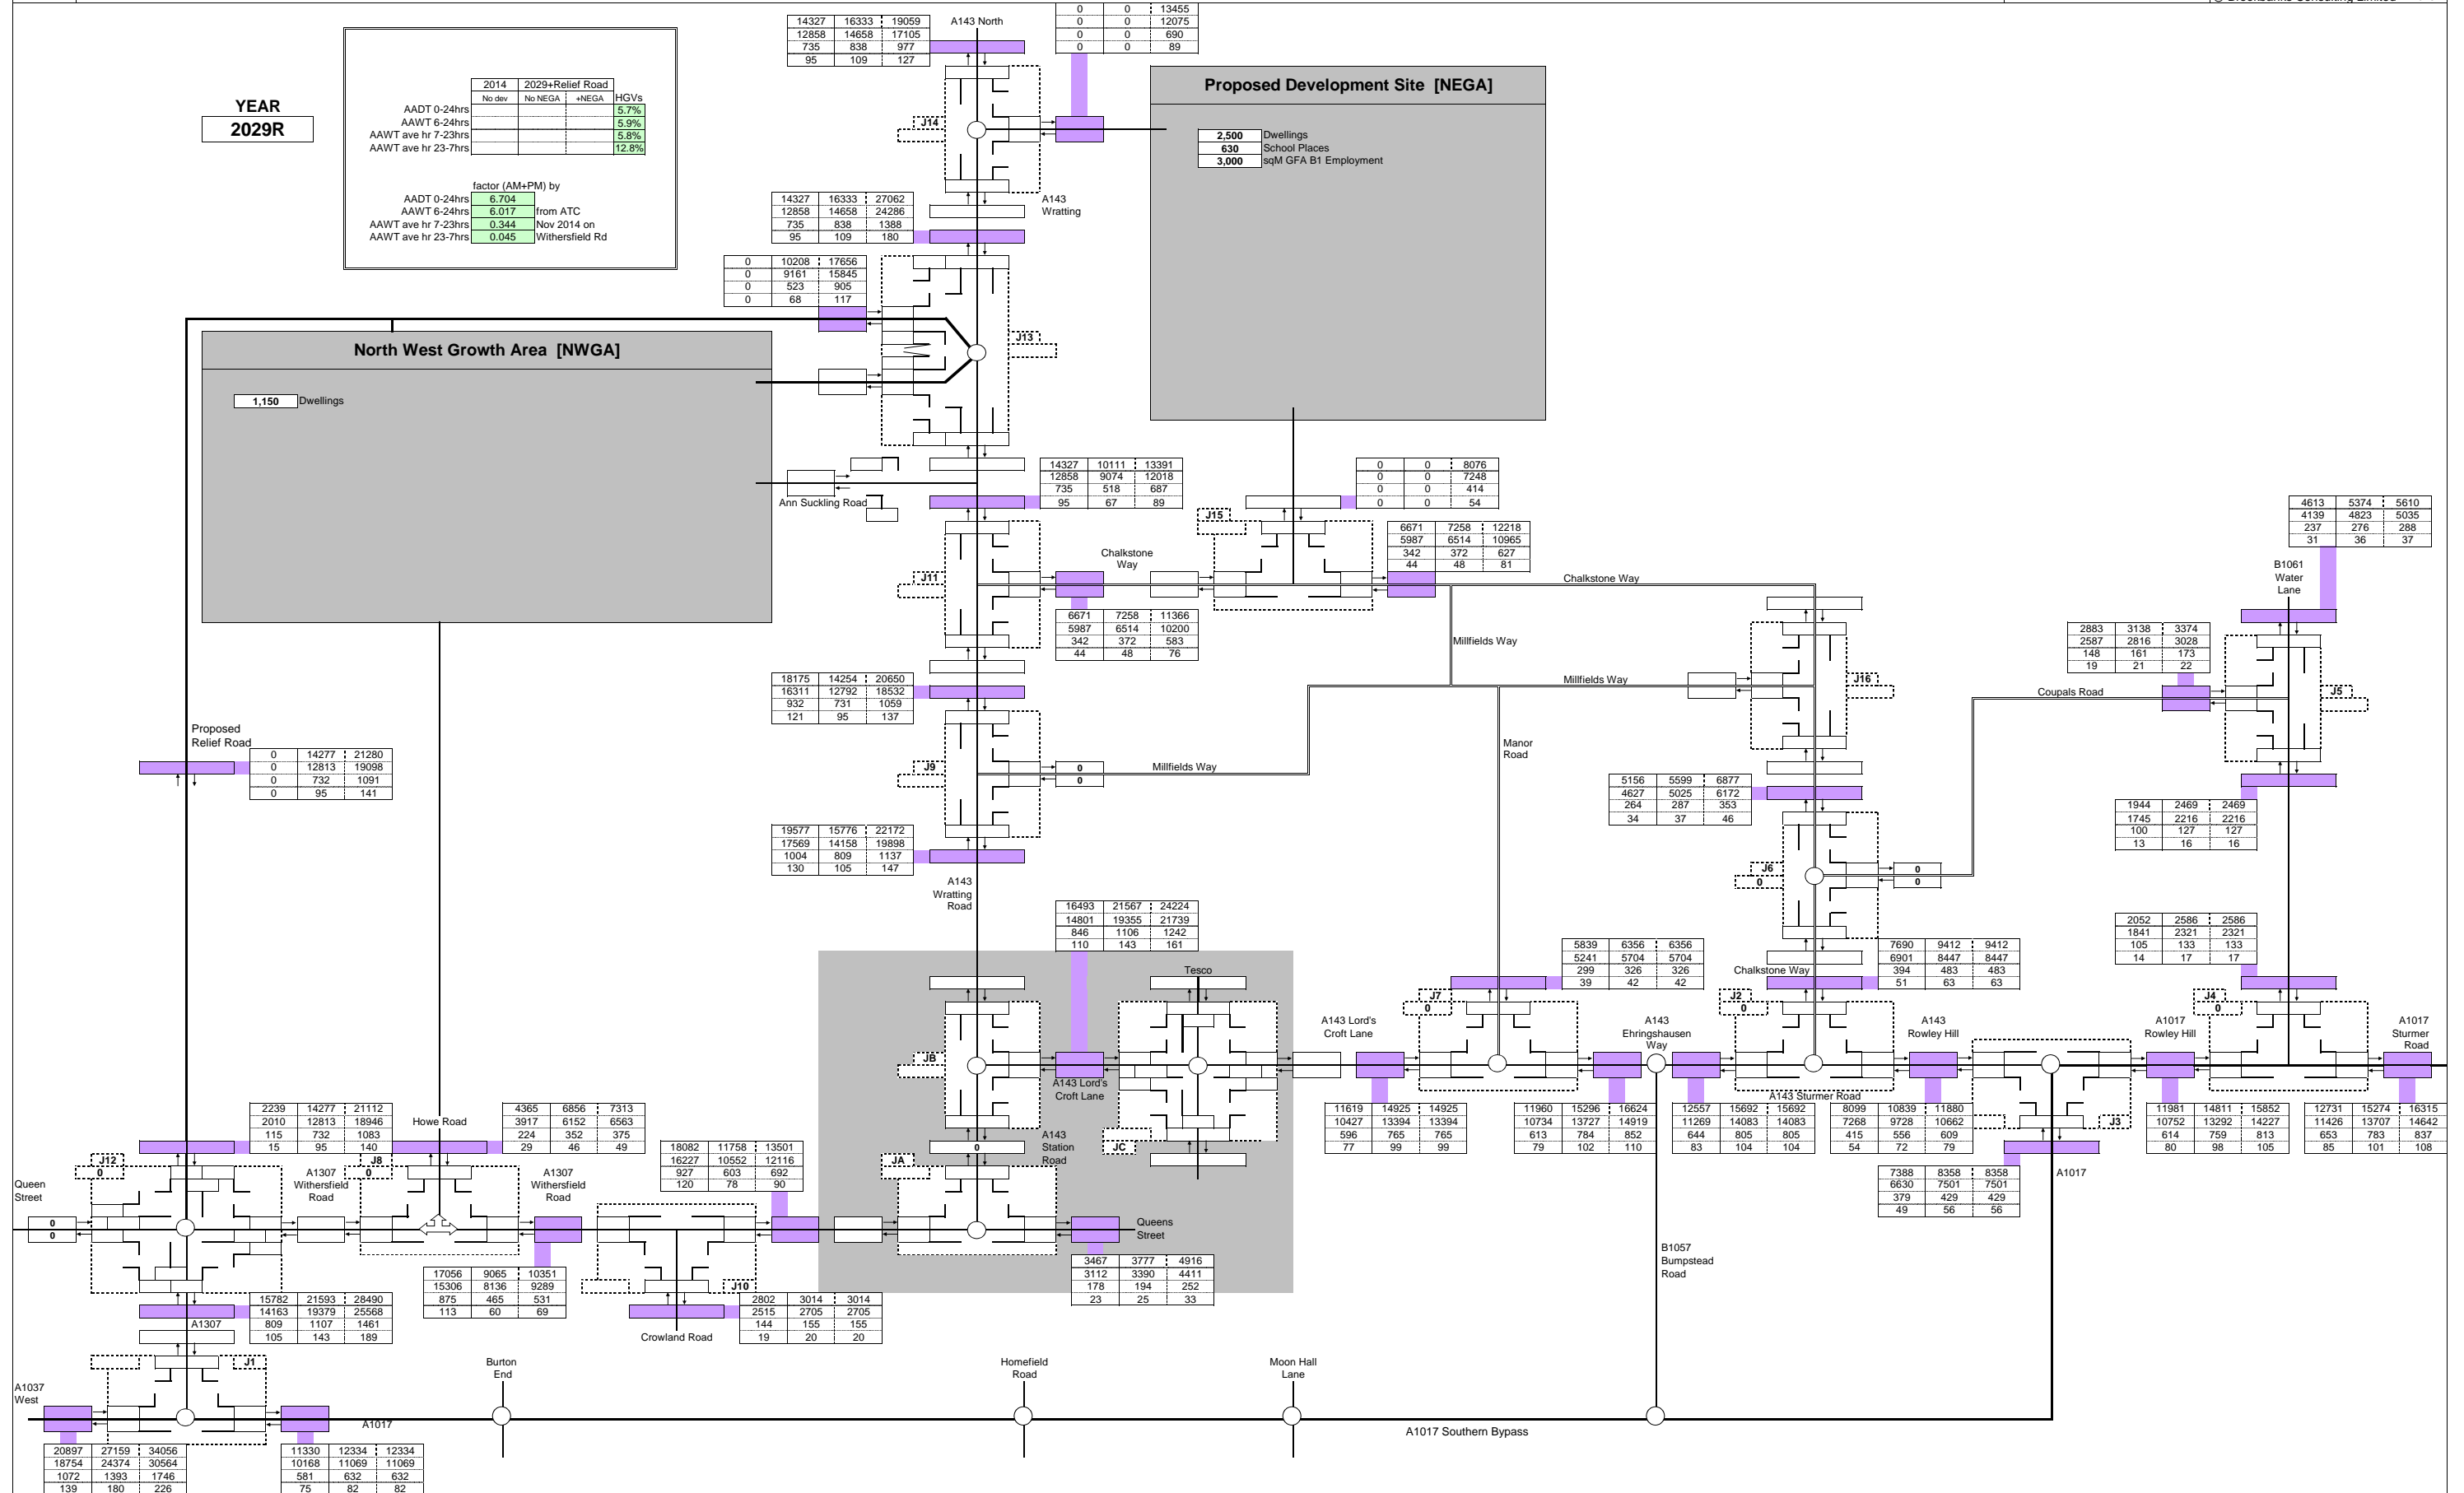 14327 16333 19059
12858 14658 17105
735 838 977
95 109 127
A143 North
0 0 13455
0 0 12075
0 0 690
0 0 89
YEAR
2029R
2014 2029+Relief Road
No dev No NEGA +NEGA HGVs
AADT 0-24hrs 5.7%
AAWT 6-24hrs 5.9%
AAWT ave hr 7-23hrs 5.8%
AAWT ave hr 23-7hrs 12.8%
factor (AM+PM) by
AADT 0-24hrs 6.704
AAWT 6-24hrs 6.017 from ATC
AAWT ave hr 7-23hrs 0.344 Nov 2014 on
AAWT ave hr 23-7hrs 0.045 Withersfield Rd
Proposed Development Site [NEGA]
2,500 Dwellings
630 School Places
3,000 sqM GFA B1 Employment
J14
14327 16333 27062
12858 14658 24286
735 838 1388
95 109 180
A143
Wratting
0 10208 17656
0 9161 15845
0 523 905
0 68 117
J13
North West Growth Area [NWGA]
1,150 Dwellings
Ann Suckling Road
14327 10111 13391
12858 9074 12018
735 518 687
95 67 89
0 0 8076
0 0 7248
0 0 414
0 0 54
J15
6671 7258 12218
5987 6514 10965
342 372 627
44 48 81
4613 5374 5610
4139 4823 5035
237 276 288
31 36 37
J11
Chalkstone
Way
Chalkstone Way
B1061
Water
Lane
6671 7258 11366
5987 6514 10200
342 372 583
44 48 76
Millfields Way
2883 3138 3374
2587 2816 3028
148 161 173
19 21 22
18175 14254 20650
16311 12792 18532
932 731 1059
121 95 137
Millfields Way
J16
Coupals Road
J5
Proposed
Relief Road
0 14277 21280
0 12813 19098
0 732 1091
0 95 141
J9
0
0
Millfields Way
Manor
Road
5156 5599 6877
4627 5025 6172
264 287 353
34 37 46
1944 2469 2469
1745 2216 2216
100 127 127
13 16 16
19577 15776 22172
17569 14158 19898
1004 809 1137
130 105 147
J6
0
0
0
A143
Wratting
Road
16493 21567 24224
14801 19355 21739
846 1106 1242
110 143 161
5839 6356 6356
5241 5704 5704
299 326 326
39 42 42
7690 9412 9412
6901 8447 8447
394 483 483
51 63 63
2052 2586 2586
1841 2321 2321
105 133 133
14 17 17
Tesco
Chalkstone Way
J7
0
J2
0
J4
0
A143 Lord's
Croft Lane
A143
Ehringshausen
Way
A143
Rowley Hill
A1017
Rowley Hill
A1017
Sturmer
Road
JB
A143 Lord's
Croft Lane
A143 Sturmer Road
11619 14925 14925
10427 13394 13394
596 765 765
77 99 99
11960 15296 16624
10734 13727 14919
613 784 852
79 102 110
12557 15692 15692
11269 14083 14083
644 805 805
83 104 104
8099 10839 11880
7268 9728 10662
415 556 609
54 72 79
J3
11981 14811 15852
10752 13292 14227
614 759 813
80 98 105
12731 15274 16315
11426 13707 14642
653 783 837
85 101 108
2239 14277 21112
2010 12813 18946
115 732 1083
15 95 140
Howe Road
4365 6856 7313
3917 6152 6563
224 352 375
29 46 49
18082 11758 13501
16227 10552 12116
927 603 692
120 78 90
0
A143
Station
Road
JC
JA
7388 8358 8358
6630 7501 7501
379 429 429
49 56 56
A1017
J12
0
J8
0
Queen
Street
A1307
Withersfield
Road
A1307
Withersfield
Road
0
0
Queens
Street
3467 3777 4916
3112 3390 4411
178 194 252
23 25 33
B1057
Bumpstead
Road
17056 9065 10351
15306 8136 9289
875 465 531
113 60 69
J10
15782 21593 28490
14163 19379 25568
809 1107 1461
105 143 189
A1307
2802 3014 3014
2515 2705 2705
144 155 155
19 20 20
Crowland Road
J1
A1037
West
Burton
End
Homefield
Road
Moon Hall
Lane
A1017
A1017 Southern Bypass
20897 27159 34056
18754 24374 30564
1072 1393 1746
139 180 226
11330 12334 12334
10168 11069 11069
581 632 632
75 82 82